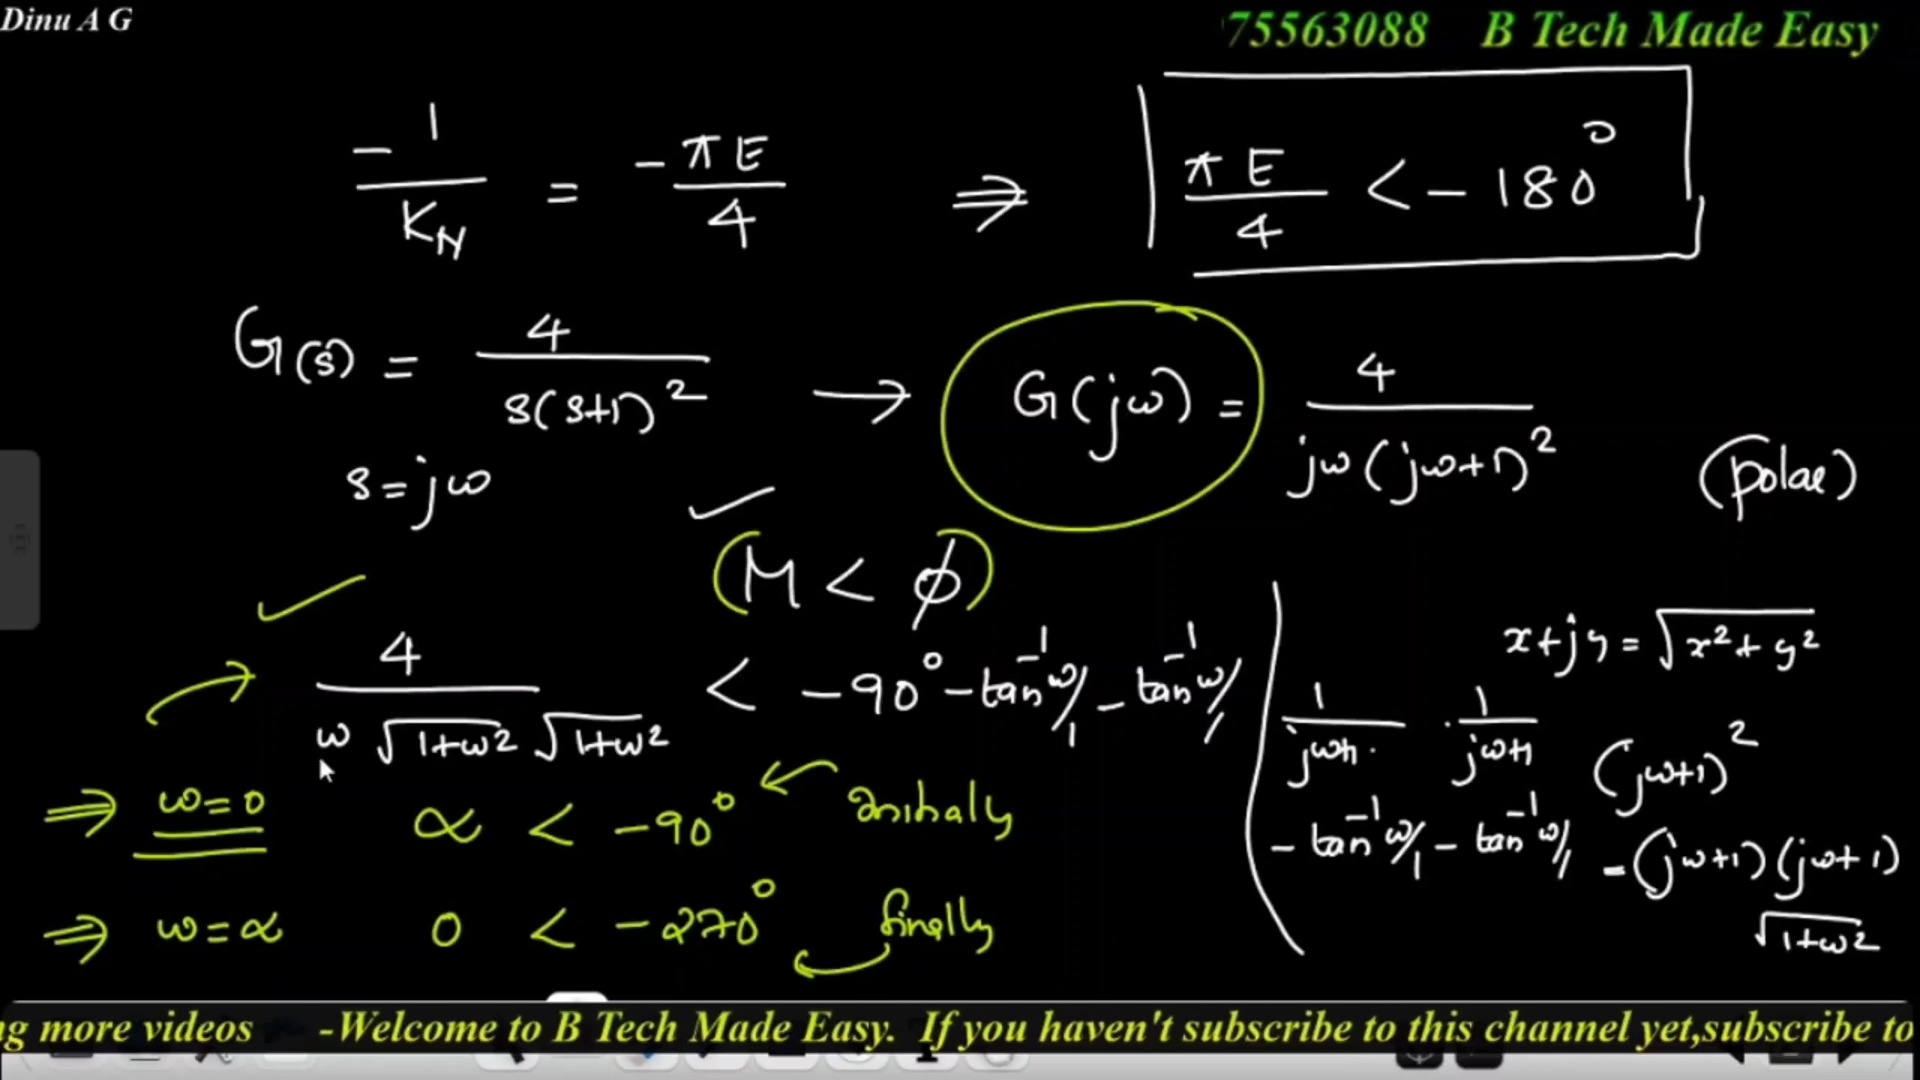 Dinu A G
75563088 B Tech Made Easy
-1/K_N = -πE/4 ⇒ πE/4 < -180°
G(s) = 4/s(s+1)² → G(jω) = 4/jω(jω+1)² (polar)
s=jω
(M < φ)
4/ω√1+ω² √1+ω² < -90° - tan⁻¹ω/1 - tan⁻¹ω/1
⇒ ω=0 ∝ < -90° initially
⇒ ω=∝ 0 < -270° finally
x+jy = √x²+y²
1/jω+1 · 1/jω+1 (jω+1)²
-tan⁻¹ω/1 - tan⁻¹ω/1 = (jω+1)(jω+1)
√1+ω²
g more videos -Welcome to B Tech Made Easy. If you haven't subscribe to this channel yet,subscribe to